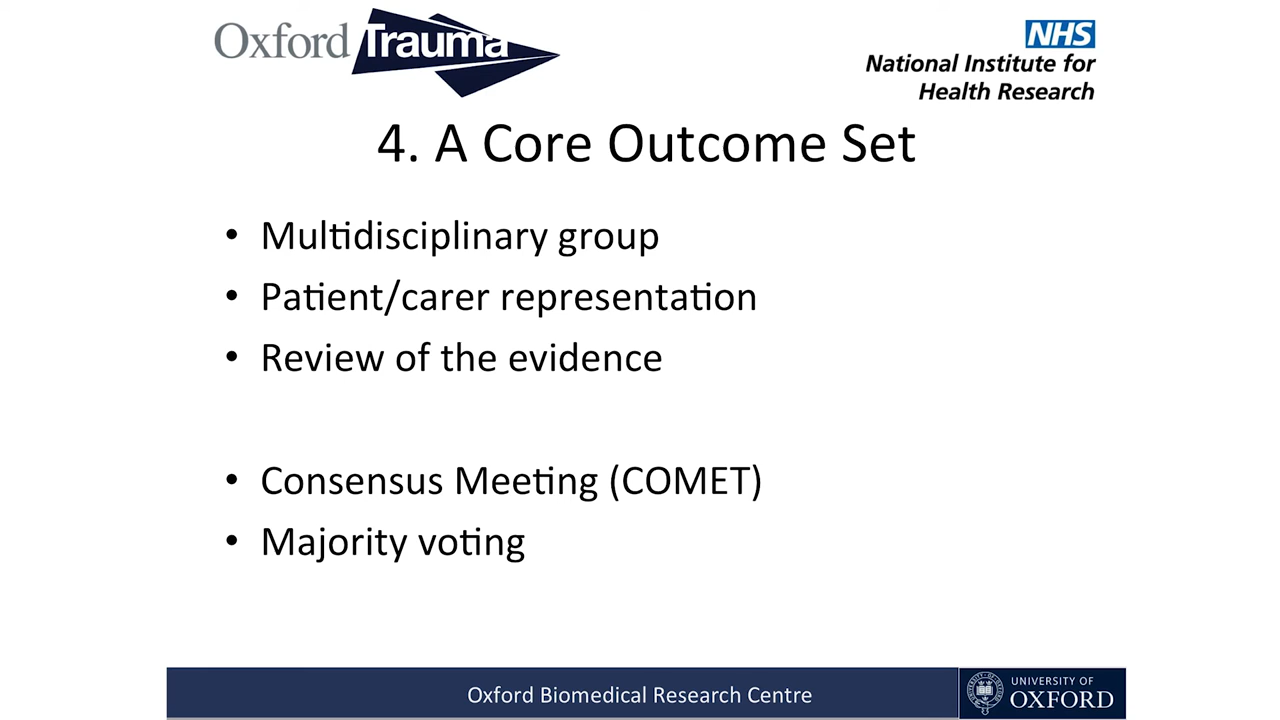 Oxford Trauma
NHS
National Institute for
Health Research
4. A Core Outcome Set
• Multidisciplinary group
• Patient/carer representation
• Review of the evidence
• Consensus Meeting (COMET)
• Majority voting
Oxford Biomedical Research Centre
UNIVERSITY OF
OXFORD